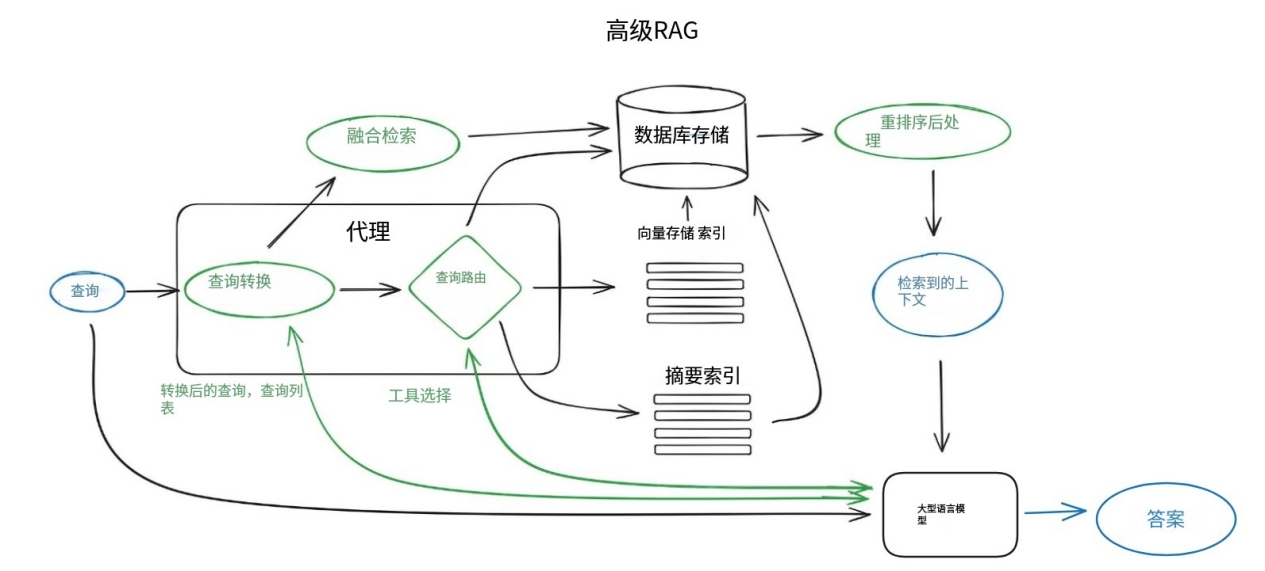 高级RAG
融合检索
数据库存储
重排序后处
理
代理
向量存储 索引
查询
查询转换
查询路由
检索到的上
下文
摘要索引
转换后的查询，查询列
表
工具选择
大型语言模
型
答案